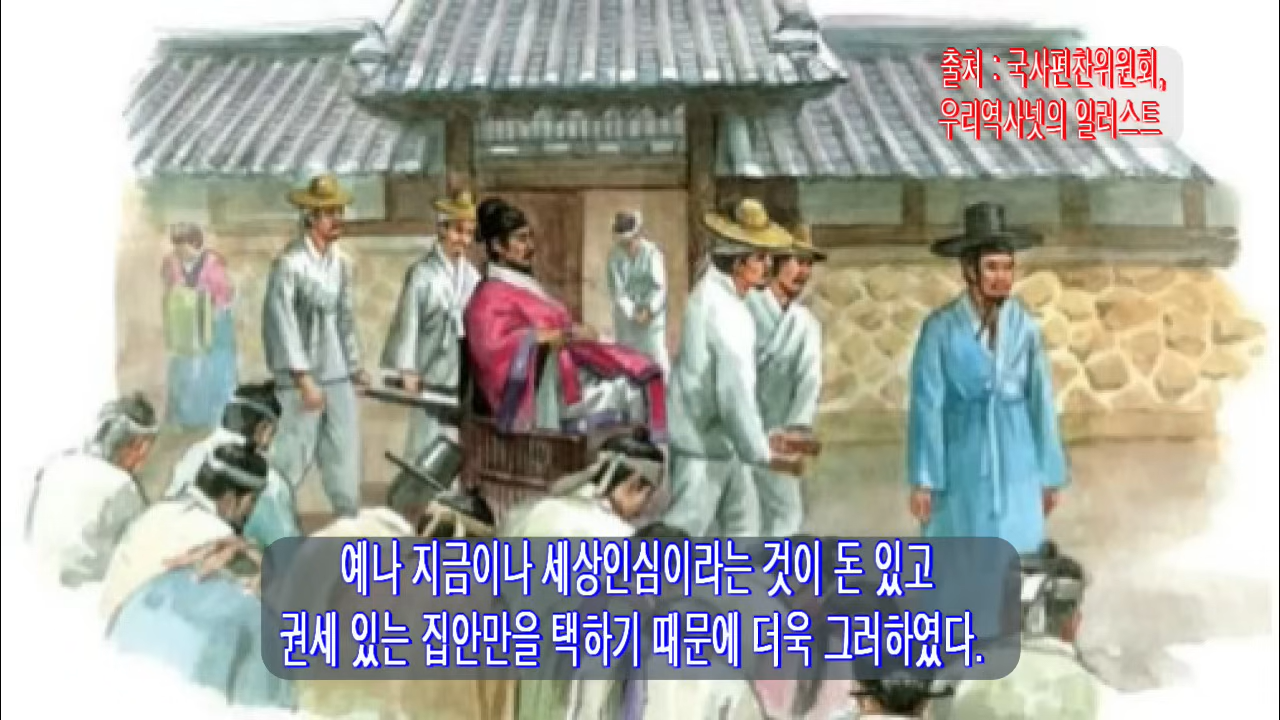 출처 : 국사편찬위원회,
우리역사넷의 일러스트
예나 지금이나 세상인심이라는 것이 돈 있고
권세 있는 집안만을 택하기 때문에 더욱 그러하였다.